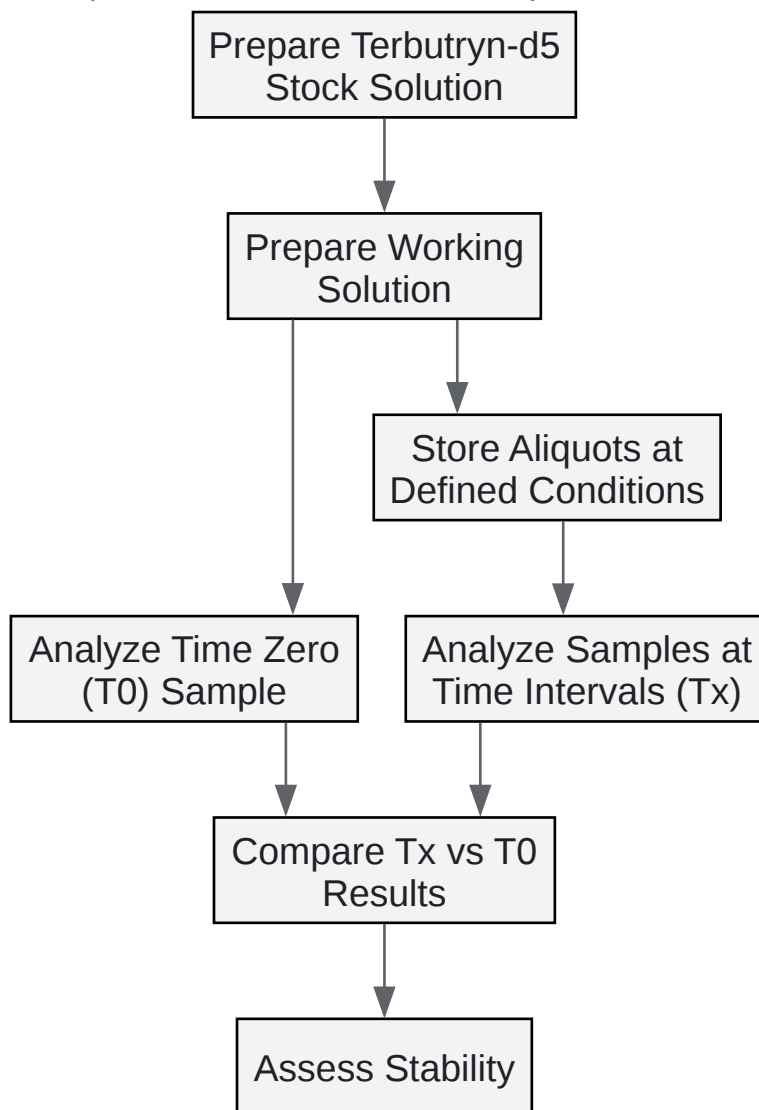 Prepare Terbutryn-d5
Stock Solution
Prepare Working
Solution
Store Aliquots at
Defined Conditions
Analyze Time Zero
(T0) Sample
Analyze Samples at
Time Intervals (Tx)
Compare Tx vs T0
Results
Assess Stability